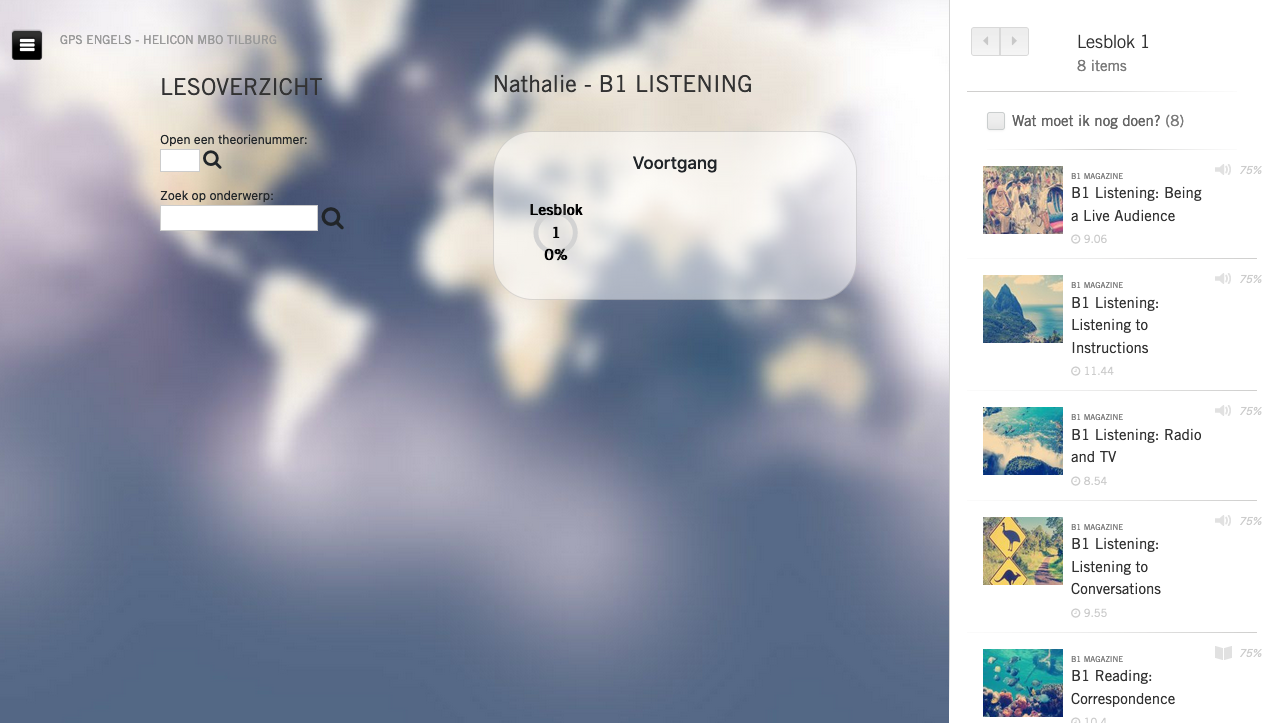 GPS ENGELS - HELICON MBO TILBURG
LESOVERZICHT
Open een theorienummer:
Zoek op onderwerp:
Nathalie - B1 LISTENING
Voortgang
Lesblok
1
0%
Lesblok 1
8 items
Wat moet ik nog doen? (8)
75%
B1 MAGAZINE
B1 Listening: Being
a Live Audience
9.06
75%
B1 MAGAZINE
B1 Listening:
Listening to
Instructions
11.44
75%
B1 MAGAZINE
B1 Listening: Radio
and TV
8.54
75%
B1 MAGAZINE
B1 Listening:
Listening to
Conversations
9.55
75%
B1 MAGAZINE
B1 Reading:
Correspondence
10.4